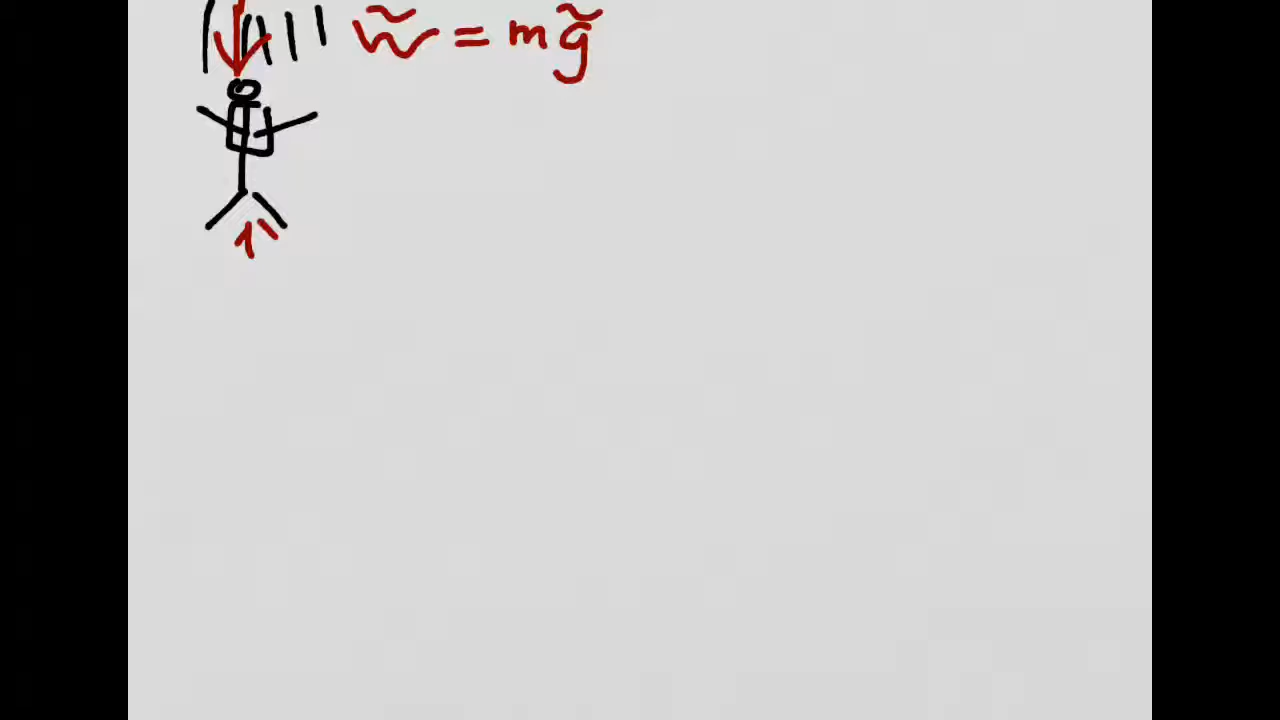 w̃ = mg̃